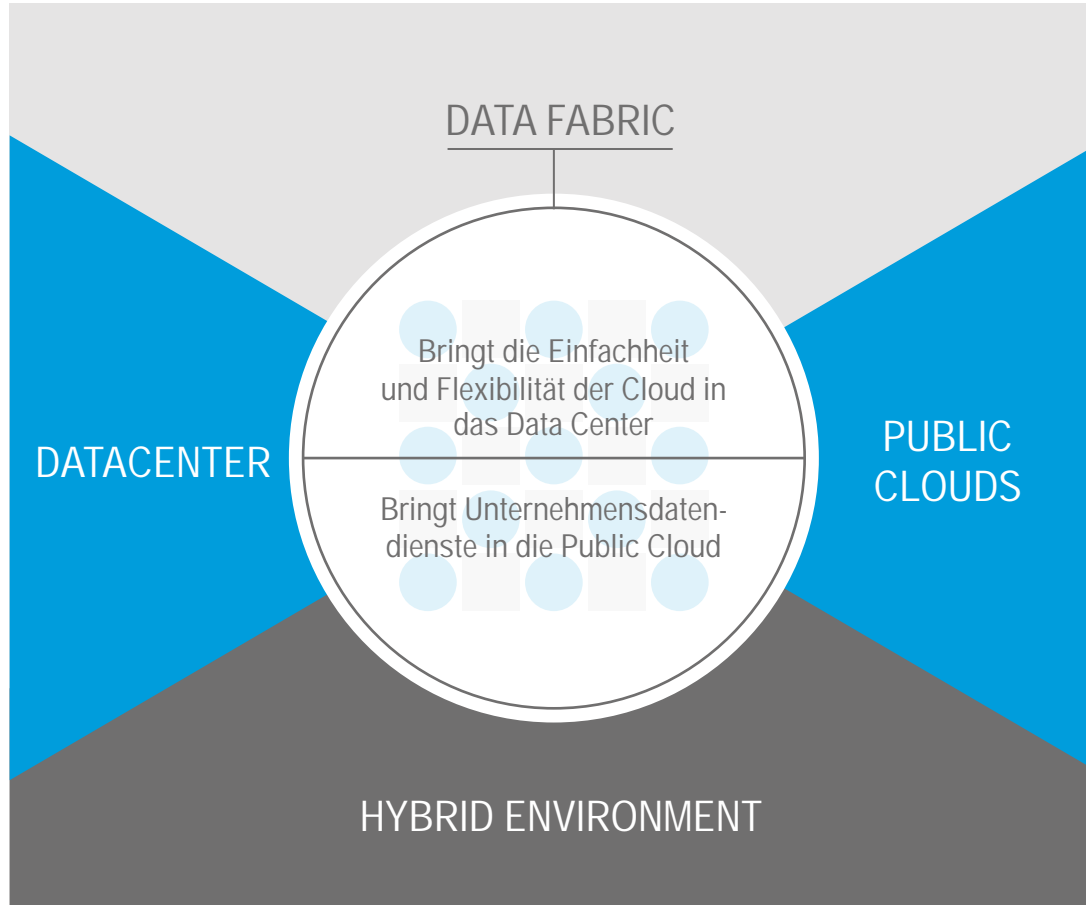 DATA FABRIC
Bringt die Einfachheit
und Flexibilität der Cloud in
das Data Center
DATACENTER
PUBLIC
CLOUDS
Bringt Unternehmensdaten-
dienste in die Public Cloud
HYBRID ENVIRONMENT